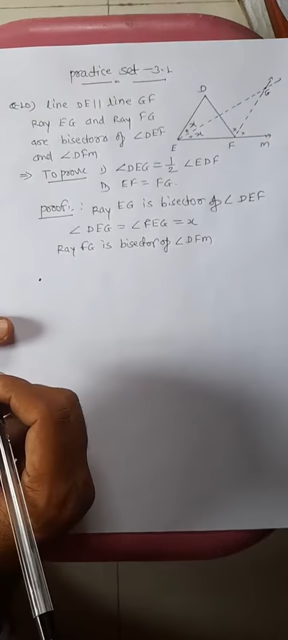 practice set - 3.1
Q-10) line DE || line GF
Ray EG and Ray FG
are bisectors of ∠DEF
and ∠DFM
⇒ To prove 1) ∠DEG = 1/2 ∠EDF
1) EF = FG.
proof: : Ray EG is bisector of ∠DEF
∠DEG = ∠FEG = x
Ray FG is bisector of ∠DFM
D
G
x
x
E
F
M